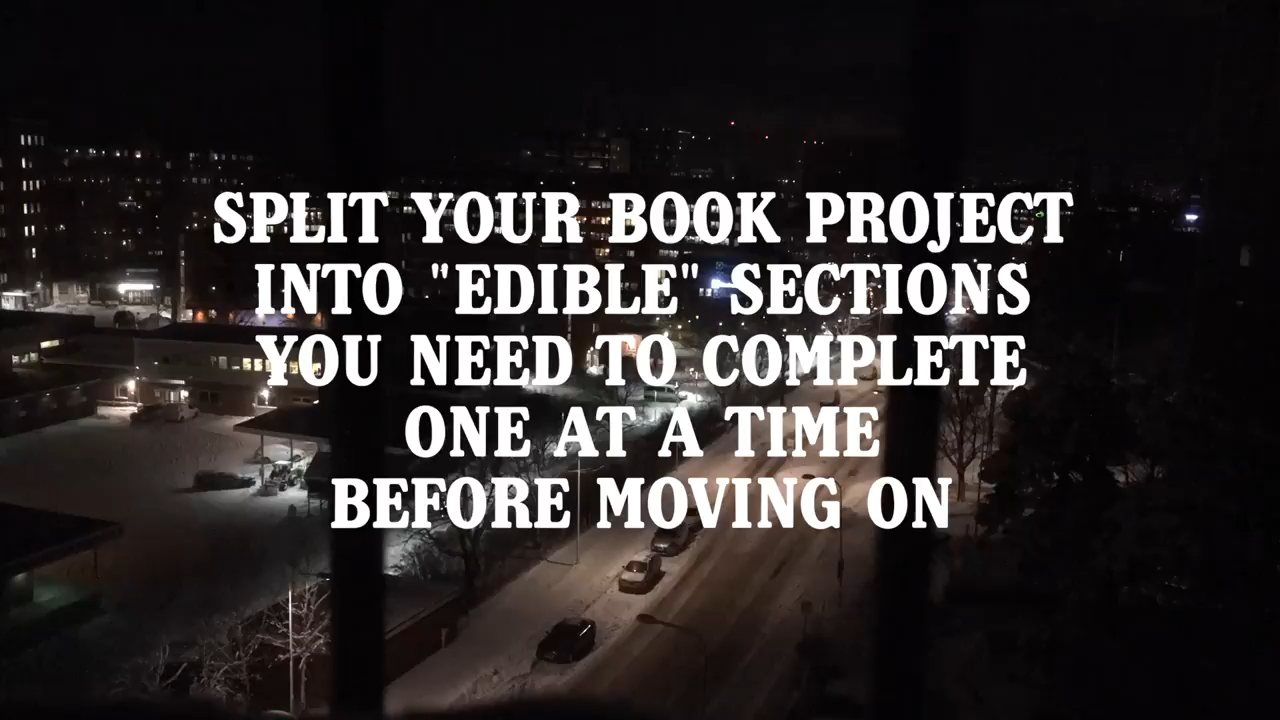 SPLIT YOUR BOOK PROJECT
INTO "EDIBLE" SECTIONS
YOU NEED TO COMPLETE
ONE AT A TIME
BEFORE MOVING ON